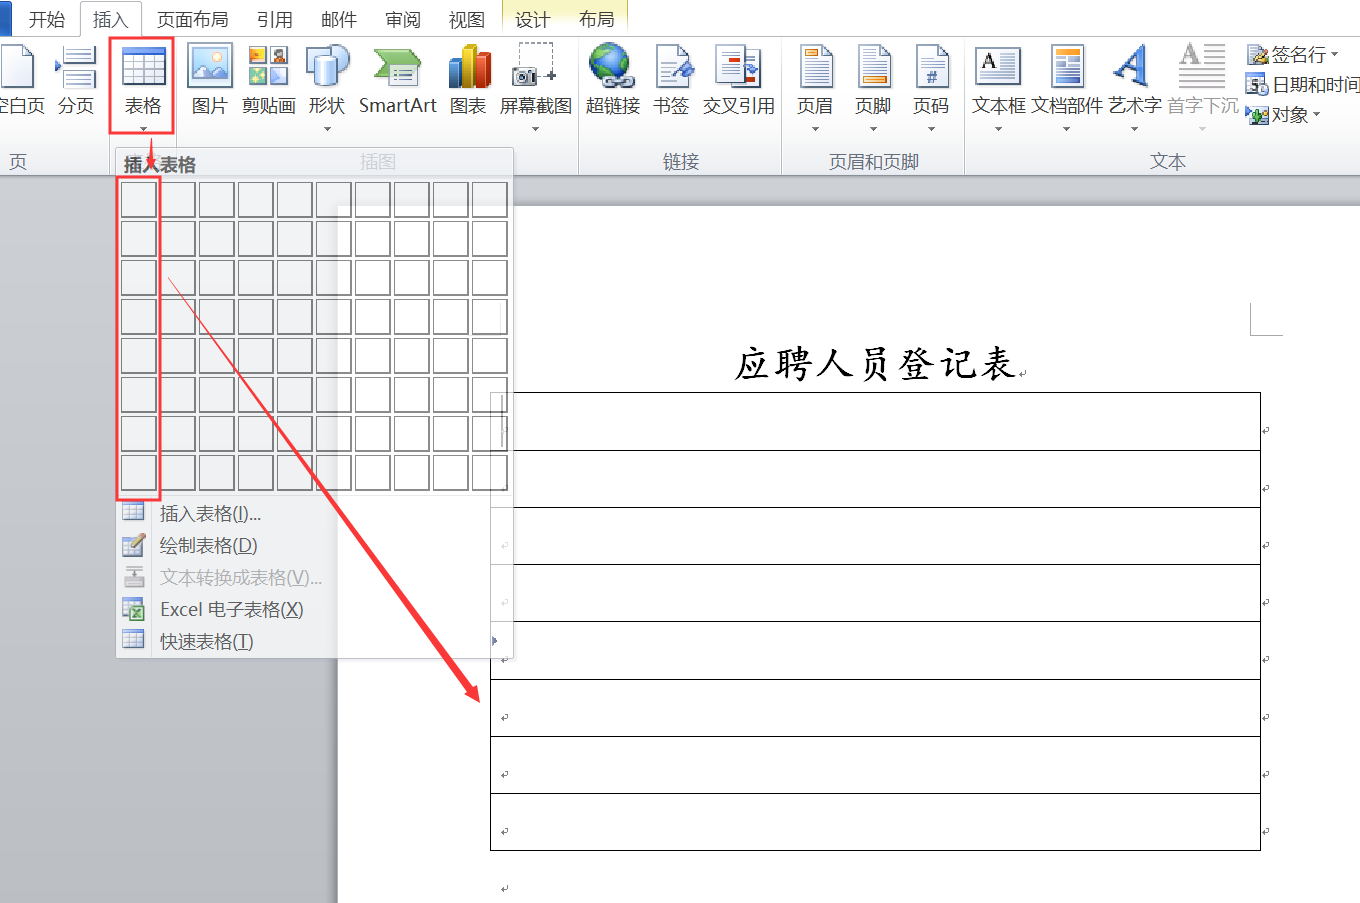 开始 插入 页面布局 引用 邮件 审阅 视图 设计 布局
空白页 分页 表格 图片 剪贴画 形状 SmartArt 图表 屏幕截图 超链接 书签 交叉引用 页眉 页脚 页码 文本框 文档部件 艺术字 首字下沉
签名行
日期和时间
对象
页 插图 链接 页眉和页脚 文本
插入表格
插入表格(I)...
绘制表格(D)
文本转换成表格(V)...
Excel 电子表格(X)
快速表格(T)
应聘人员登记表